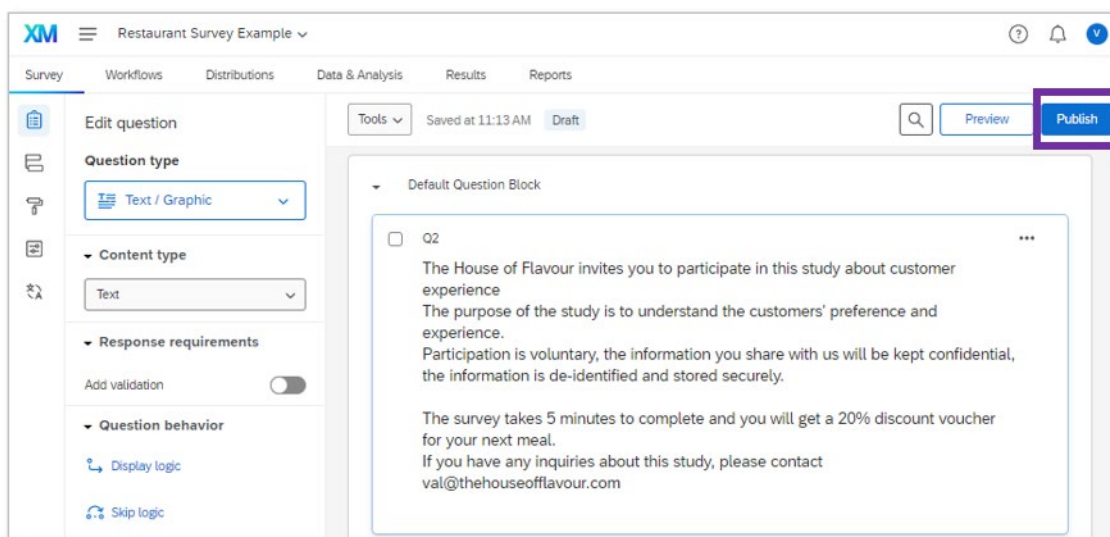 XM Restaurant Survey Example V
Survey Workflows Distributions Data & Analysis Results Reports
Edit question
Question type
Text / Graphic
Content type
Text
Response requirements
Add validation
Question behavior
Display logic
Skip logic
Tools Saved at 11:13 AM Draft Preview Publish
Default Question Block
Q2
The House of Flavour invites you to participate in this study about customer
experience
The purpose of the study is to understand the customers' preference and
experience.
Participation is voluntary, the information you share with us will be kept confidential,
the information is de-identified and stored securely.
The survey takes 5 minutes to complete and you will get a 20% discount voucher
for your next meal.
If you have any inquiries about this study, please contact
val@thehouseofflavour.com